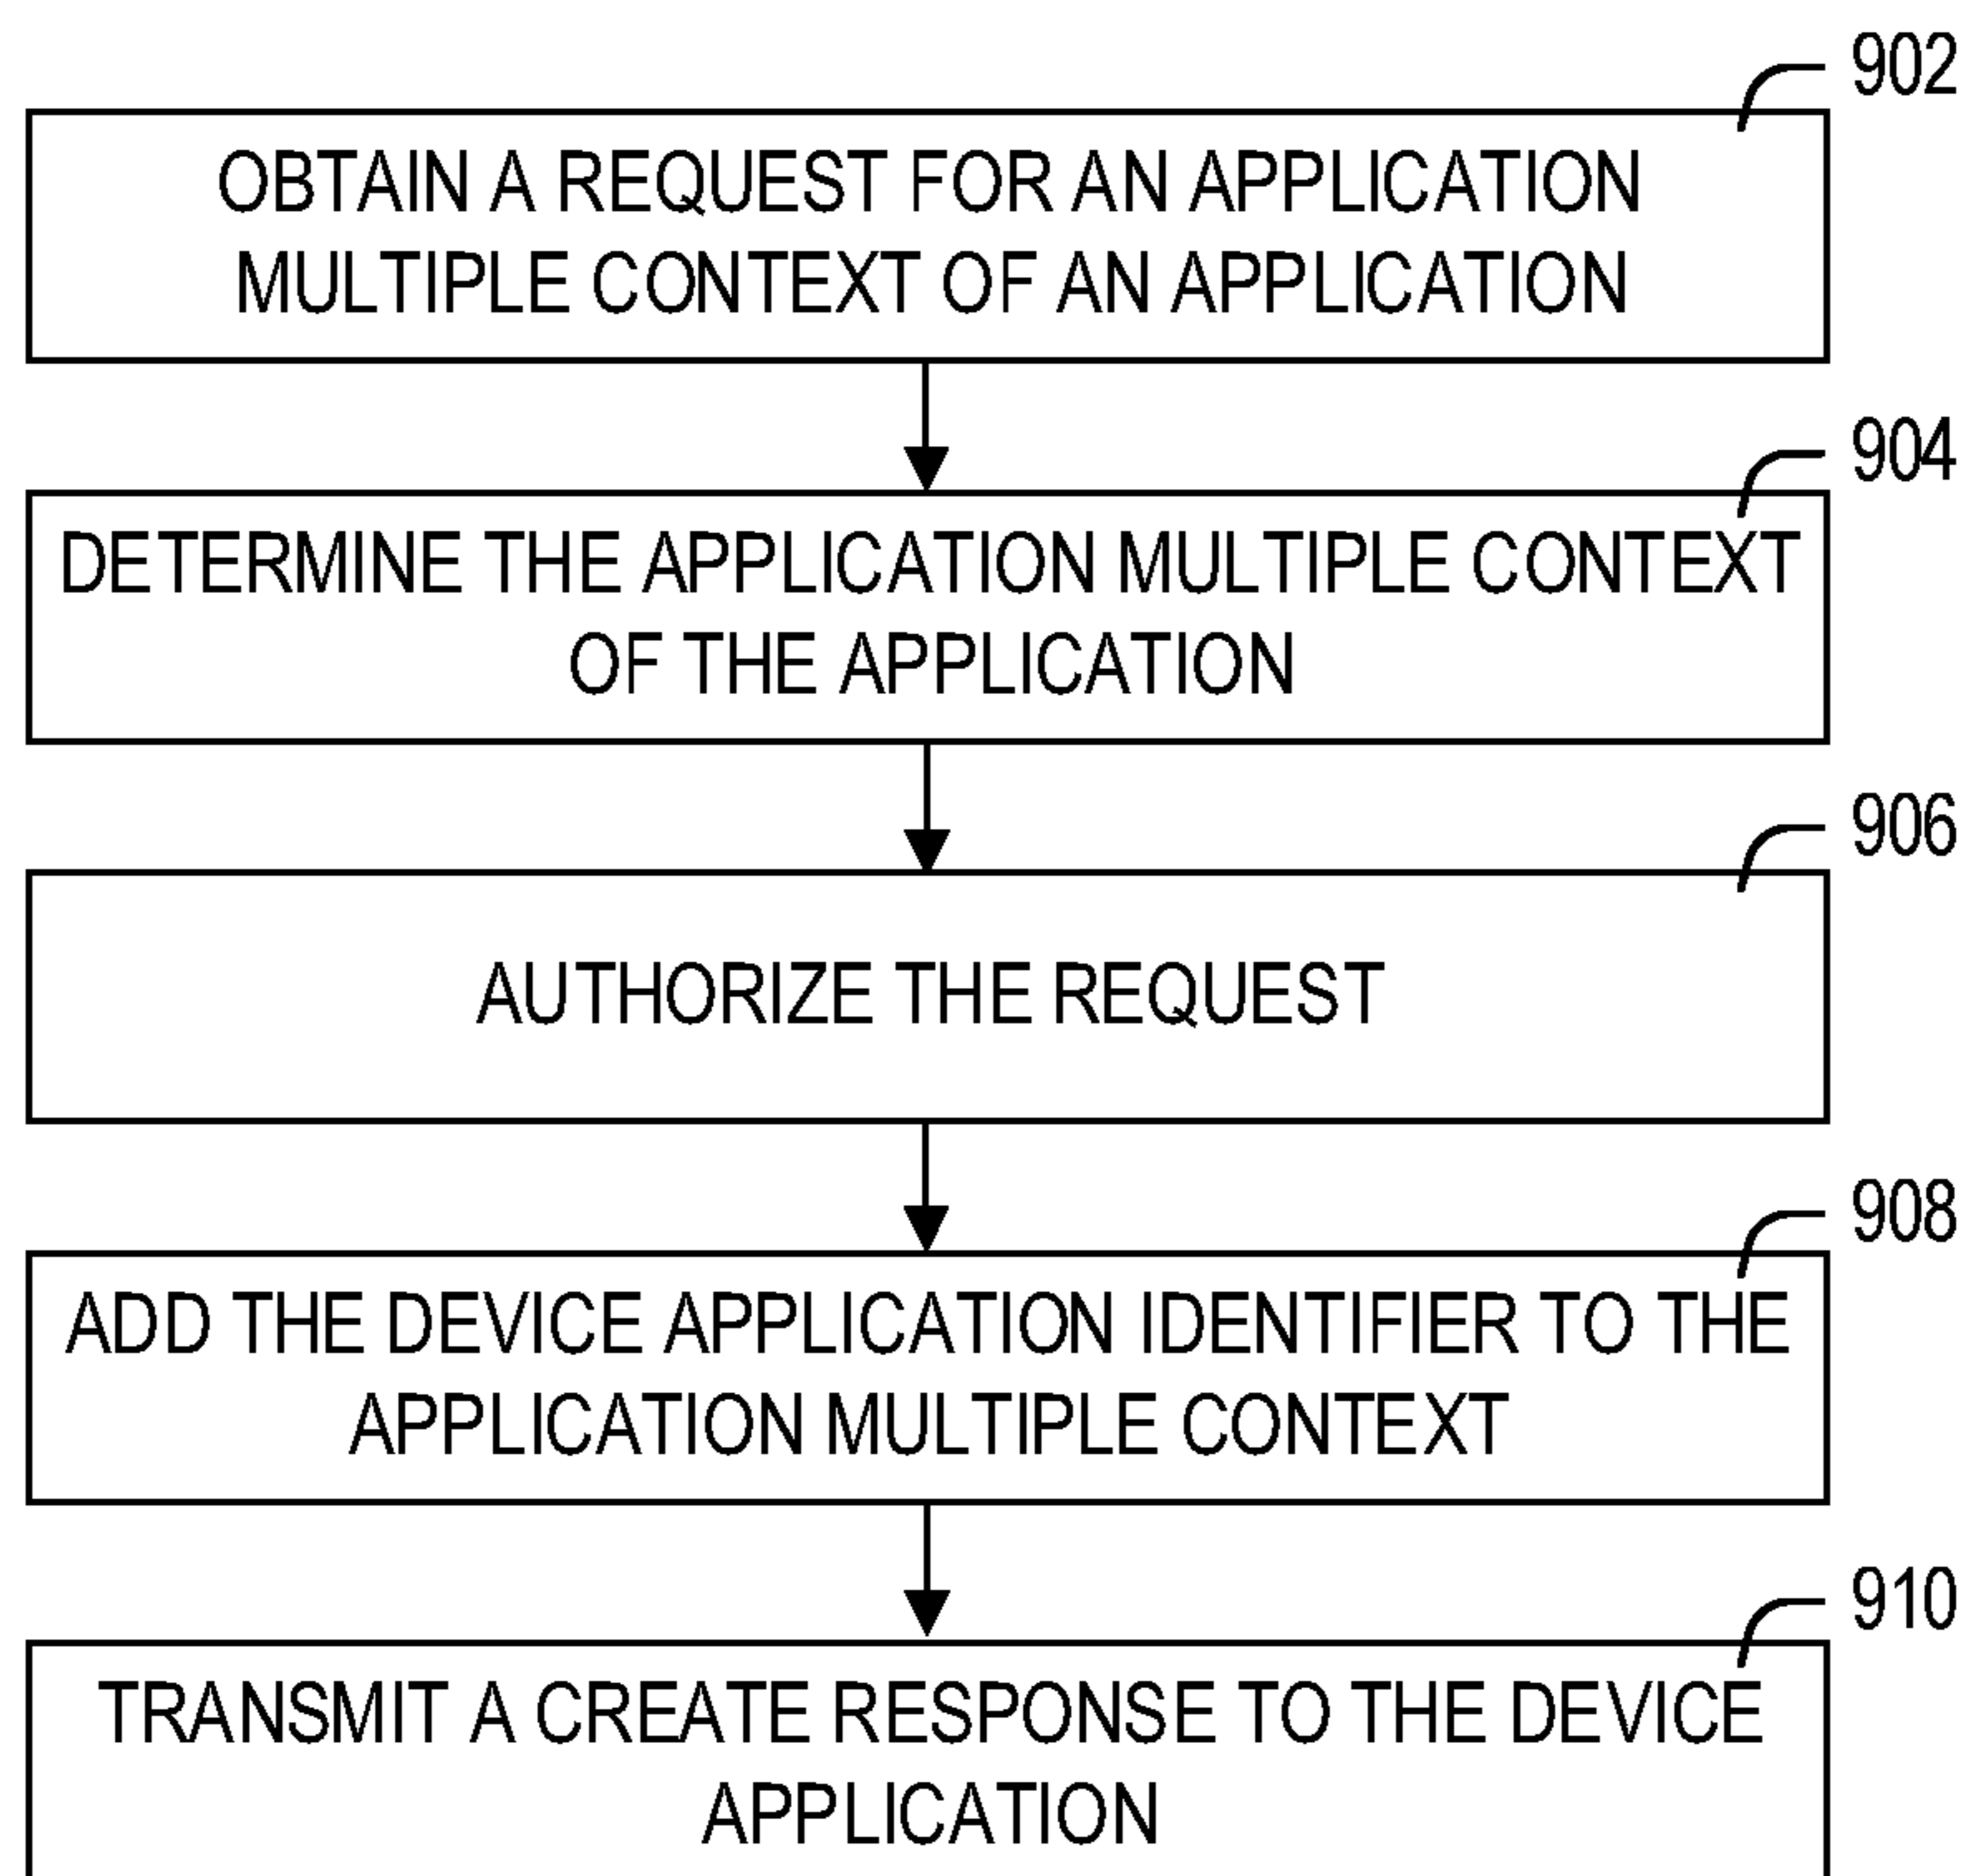 902
OBTAIN A REQUEST FOR AN APPLICATION
MULTIPLE CONTEXT OF AN APPLICATION
904
DETERMINE THE APPLICATION MULTIPLE CONTEXT
OF THE APPLICATION
906
AUTHORIZE THE REQUEST
908
ADD THE DEVICE APPLICATION IDENTIFIER TO THE
APPLICATION MULTIPLE CONTEXT
910
TRANSMIT A CREATE RESPONSE TO THE DEVICE
APPLICATION